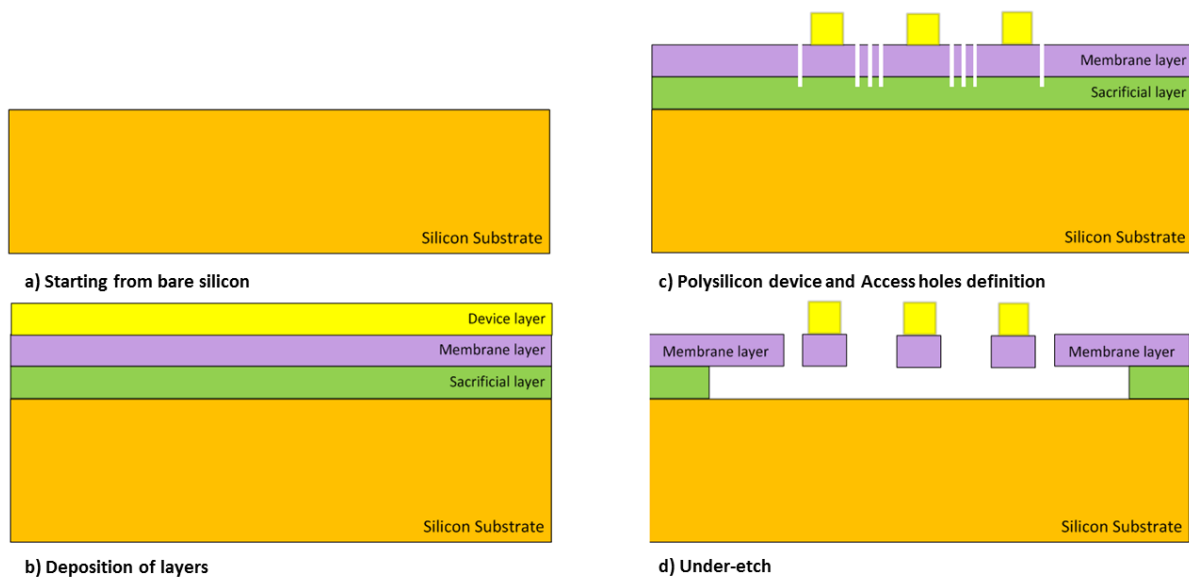 Silicon Substrate
a) Starting from bare silicon
Device layer
Membrane layer
Sacrificial layer
Silicon Substrate
b) Deposition of layers
Membrane layer
Sacrificial layer
Silicon Substrate
c) Polysilicon device and Access holes definition
Membrane layer
Membrane layer
Silicon Substrate
d) Under-etch